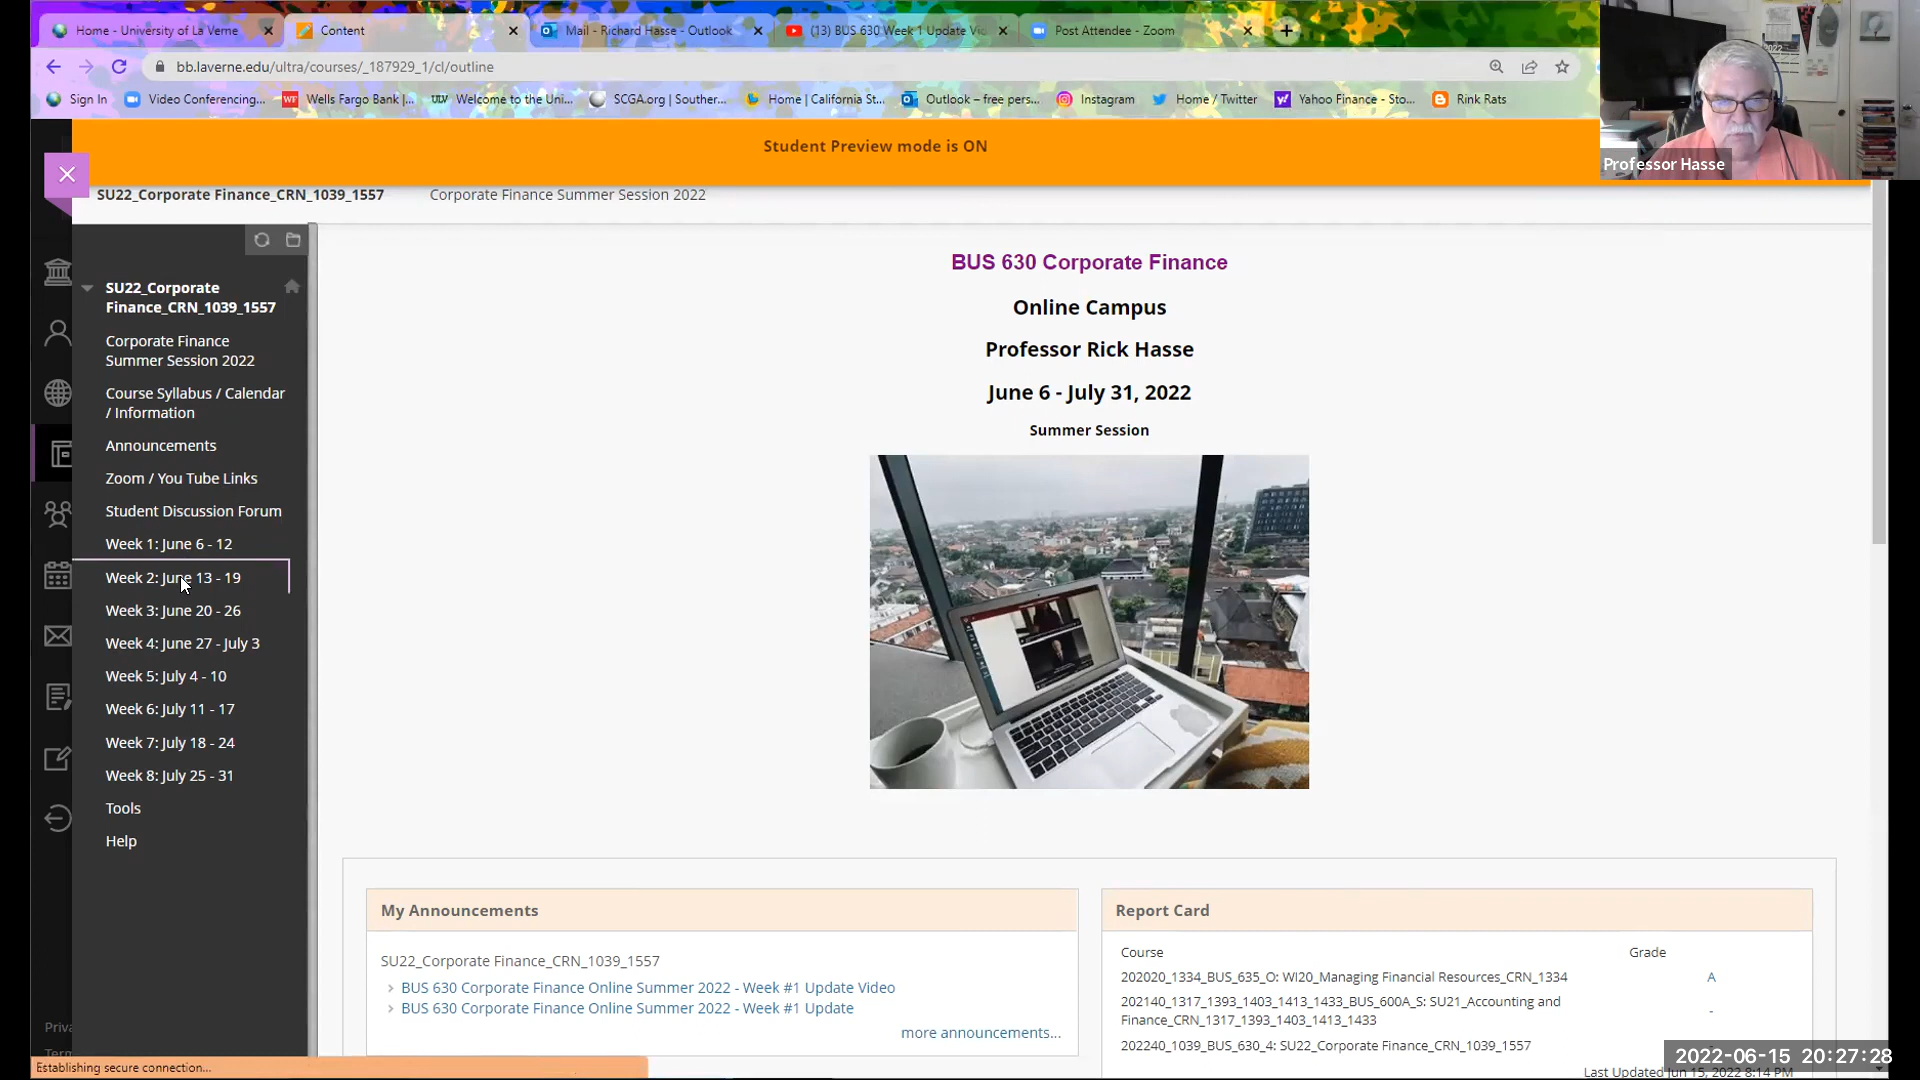 Home - University of La Verne
Content
Mail - Richard Hasse - Outlook
(13) BUS 630 Week 1 Update Vi
Post Attendee - Zoom
bb.laverne.edu/ultra/courses/_187929_1/cl/outline
Sign In
Video Conferencing...
Wells Fargo Bank |...
Welcome to the Uni...
SCGA.org | Souther...
Home | California St...
Outlook – free pers...
Instagram
Home / Twitter
Yahoo Finance - Sto...
Rink Rats
Student Preview mode is ON
Professor Hasse
SU22_Corporate Finance_CRN_1039_1557
Corporate Finance Summer Session 2022
SU22_Corporate
Finance_CRN_1039_1557
Corporate Finance
Summer Session 2022
Course Syllabus / Calendar
/ Information
Announcements
Zoom / You Tube Links
Student Discussion Forum
Week 1: June 6 - 12
Week 2: June 13 - 19
Week 3: June 20 - 26
Week 4: June 27 - July 3
Week 5: July 4 - 10
Week 6: July 11 - 17
Week 7: July 18 - 24
Week 8: July 25 - 31
Tools
Help
BUS 630 Corporate Finance
Online Campus
Professor Rick Hasse
June 6 - July 31, 2022
Summer Session
My Announcements
SU22_Corporate Finance_CRN_1039_1557
BUS 630 Corporate Finance Online Summer 2022 - Week #1 Update Video
BUS 630 Corporate Finance Online Summer 2022 - Week #1 Update
more announcements...
Report Card
Course Grade
202020_1334_BUS_635_O: WI20_Managing Financial Resources_CRN_1334 A
202140_1317_1393_1403_1413_1433_BUS_600A_S: SU21_Accounting and
Finance_CRN_1317_1393_1403_1413_1433 -
202240_1039_BUS_630_4: SU22_Corporate Finance_CRN_1039_1557
Last Updated Jun 15, 2022 8:14 PM
Priva
Term
Establishing secure connection...
2022-06-15 20:27:28